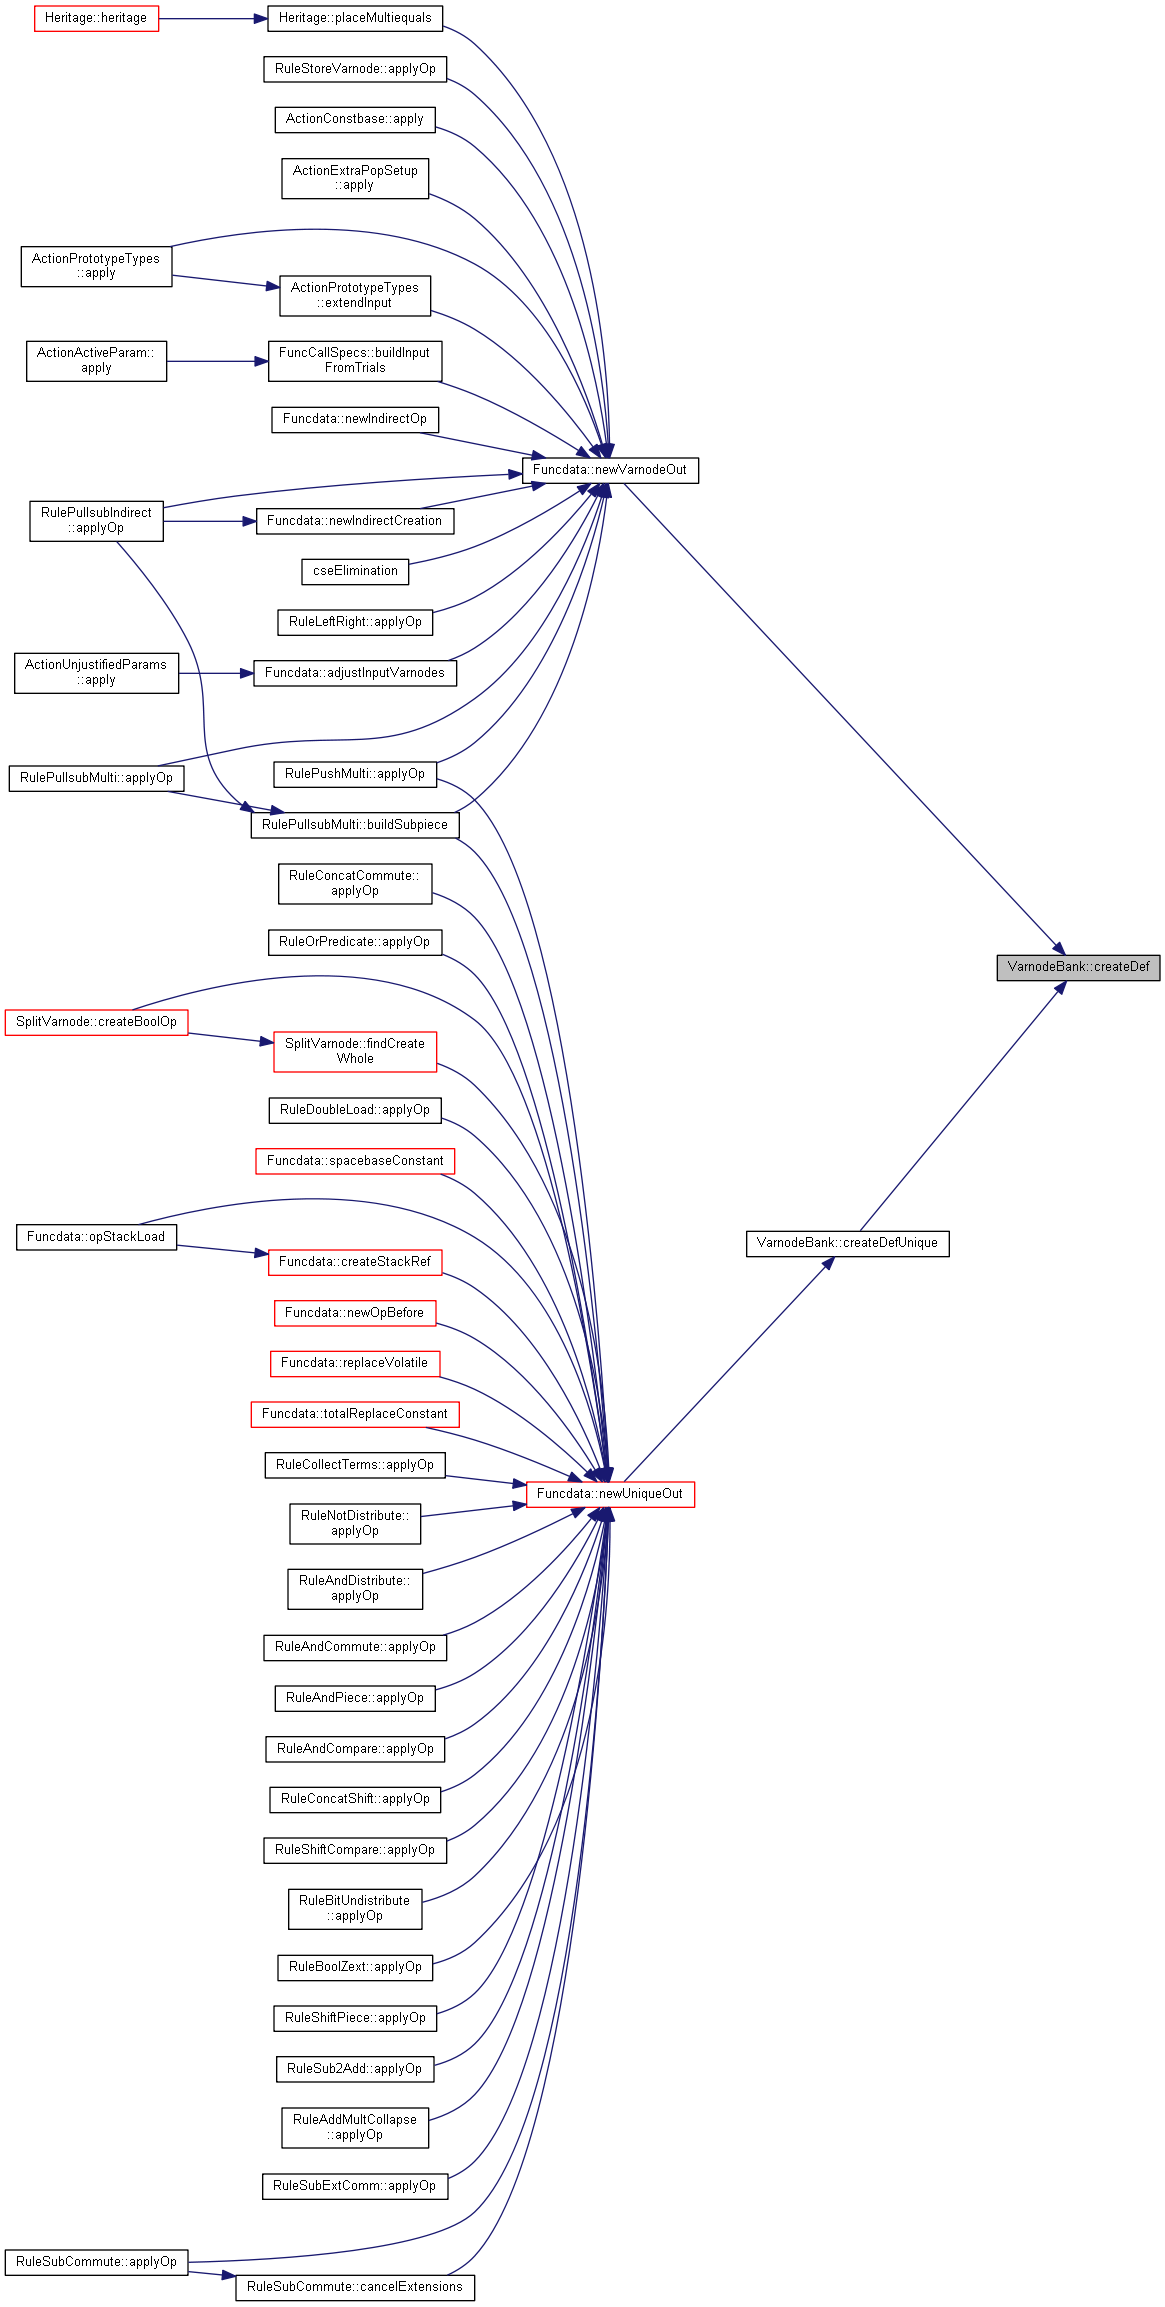 Heritage::heritage
Heritage::placeMultiequals
RuleStoreVarnode::applyOp
ActionConstbase::apply
ActionExtraPopSetup
::apply
ActionPrototypeTypes
::apply
ActionPrototypeTypes
::extendInput
ActionActiveParam::
apply
FuncCallSpecs::buildInput
FromTrials
Funcdata::newIndirectOp
Funcdata::newVarnodeOut
RulePullsubIndirect
::applyOp
Funcdata::newIndirectCreation
cseElimination
RuleLeftRight::applyOp
ActionUnjustifiedParams
::apply
Funcdata::adjustInputVarnodes
RulePullsubMulti::applyOp
RulePushMulti::applyOp
RulePullsubMulti::buildSubpiece
RuleConcatCommute::
applyOp
RuleOrPredicate::applyOp
VarnodeBank::createDef
SplitVarnode::createBoolOp
SplitVarnode::findCreate
Whole
RuleDoubleLoad::applyOp
Funcdata::spacebaseConstant
Funcdata::opStackLoad
VarnodeBank::createDefUnique
Funcdata::createStackRef
Funcdata::newOpBefore
Funcdata::replaceVolatile
Funcdata::totalReplaceConstant
RuleCollectTerms::applyOp
Funcdata::newUniqueOut
RuleNotDistribute::
applyOp
RuleAndDistribute::
applyOp
RuleAndCommute::applyOp
RuleAndPiece::applyOp
RuleAndCompare::applyOp
RuleConcatShift::applyOp
RuleShiftCompare::applyOp
RuleBitUndistribute
::applyOp
RuleBoolZext::applyOp
RuleShiftPiece::applyOp
RuleSub2Add::applyOp
RuleAddMultCollapse
::applyOp
RuleSubExtComm::applyOp
RuleSubCommute::applyOp
RuleSubCommute::cancelExtensions